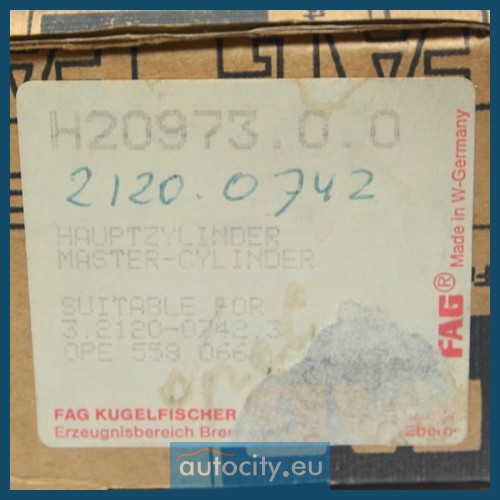 H20973.0.0
2120.0742
HAUPTZYLINDER
MASTER-CYLINDER
SUITABLE FOR
3.2120-0742.3
OPE 558 066
FAG KUGELFISCHER
Erzeugnisbereich
FAG®
Made in W-Germany
autocity.eu